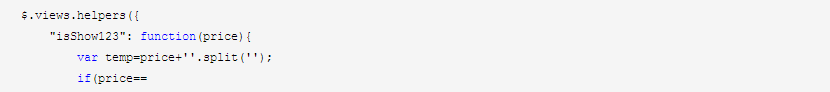 $.views.helpers({
"isShow123": function(price){
var temp=price+''.split('');
if(price==